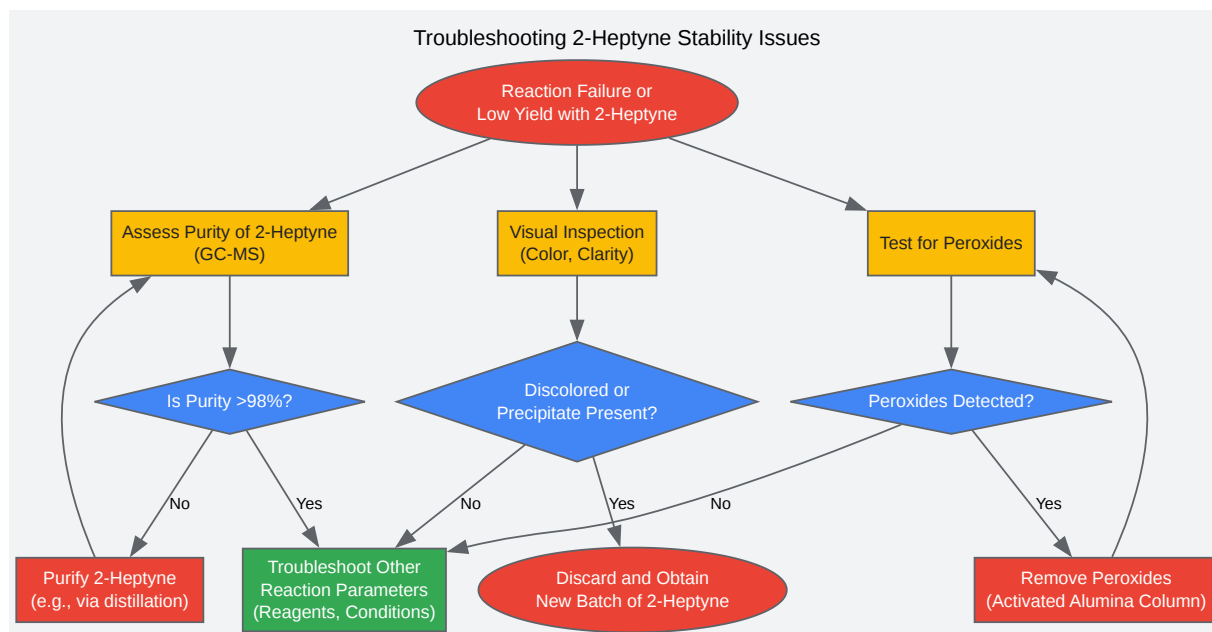 Troubleshooting 2-Heptyne Stability Issues
Reaction Failure or
Low Yield with 2-Heptyne
Assess Purity of 2-Heptyne
(GC-MS)
Visual Inspection
(Color, Clarity)
Test for Peroxides
Is Purity >98%?
Discolored or
Precipitate Present?
Peroxides Detected?
No
Yes
No
Yes
No
Yes
Purify 2-Heptyne
(e.g., via distillation)
Troubleshoot Other
Reaction Parameters
(Reagents, Conditions)
Discard and Obtain
New Batch of 2-Heptyne
Remove Peroxides
(Activated Alumina Column)